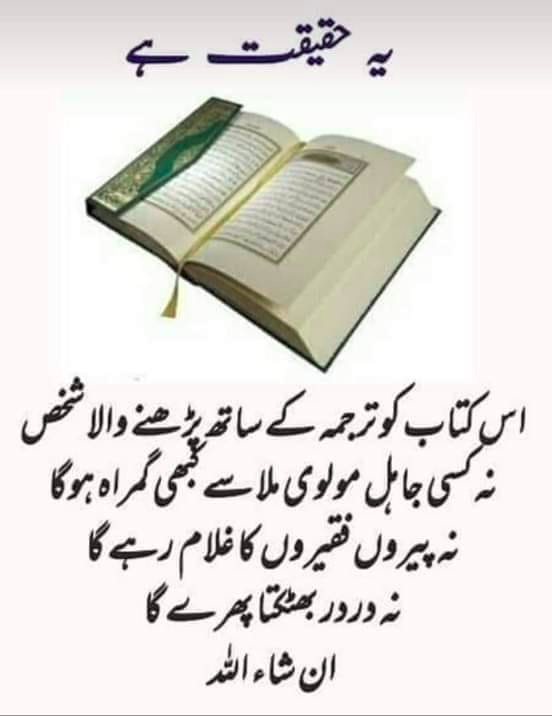 یہ حقیقت ہے
اس کتاب کو ترجمہ کے ساتھ پڑھنے والا شخص
نہ کسی جاہل مولوی ملا سے کبھی گمراہ ہوگا
نہ پیروں فقیروں کا غلام رہے گا
نہ در در بھٹکتا پھرے گا
ان شاء اللہ